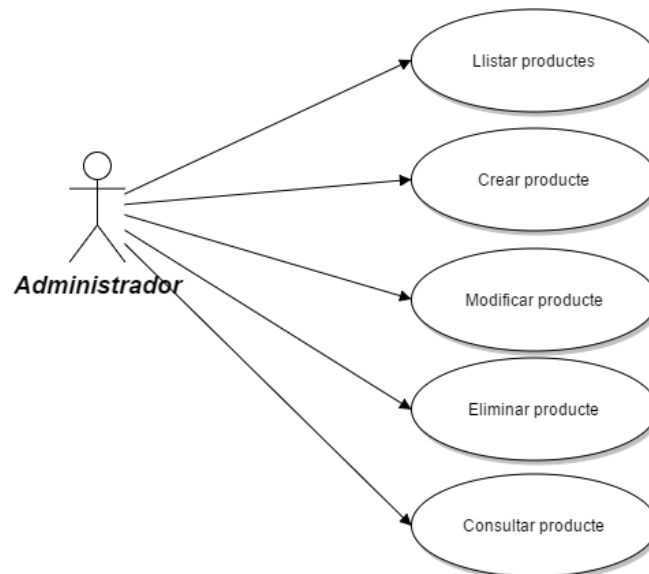 Llistar productes
Crear producte
Administrador
Modificar producte
Eliminar producte
Consultar producte